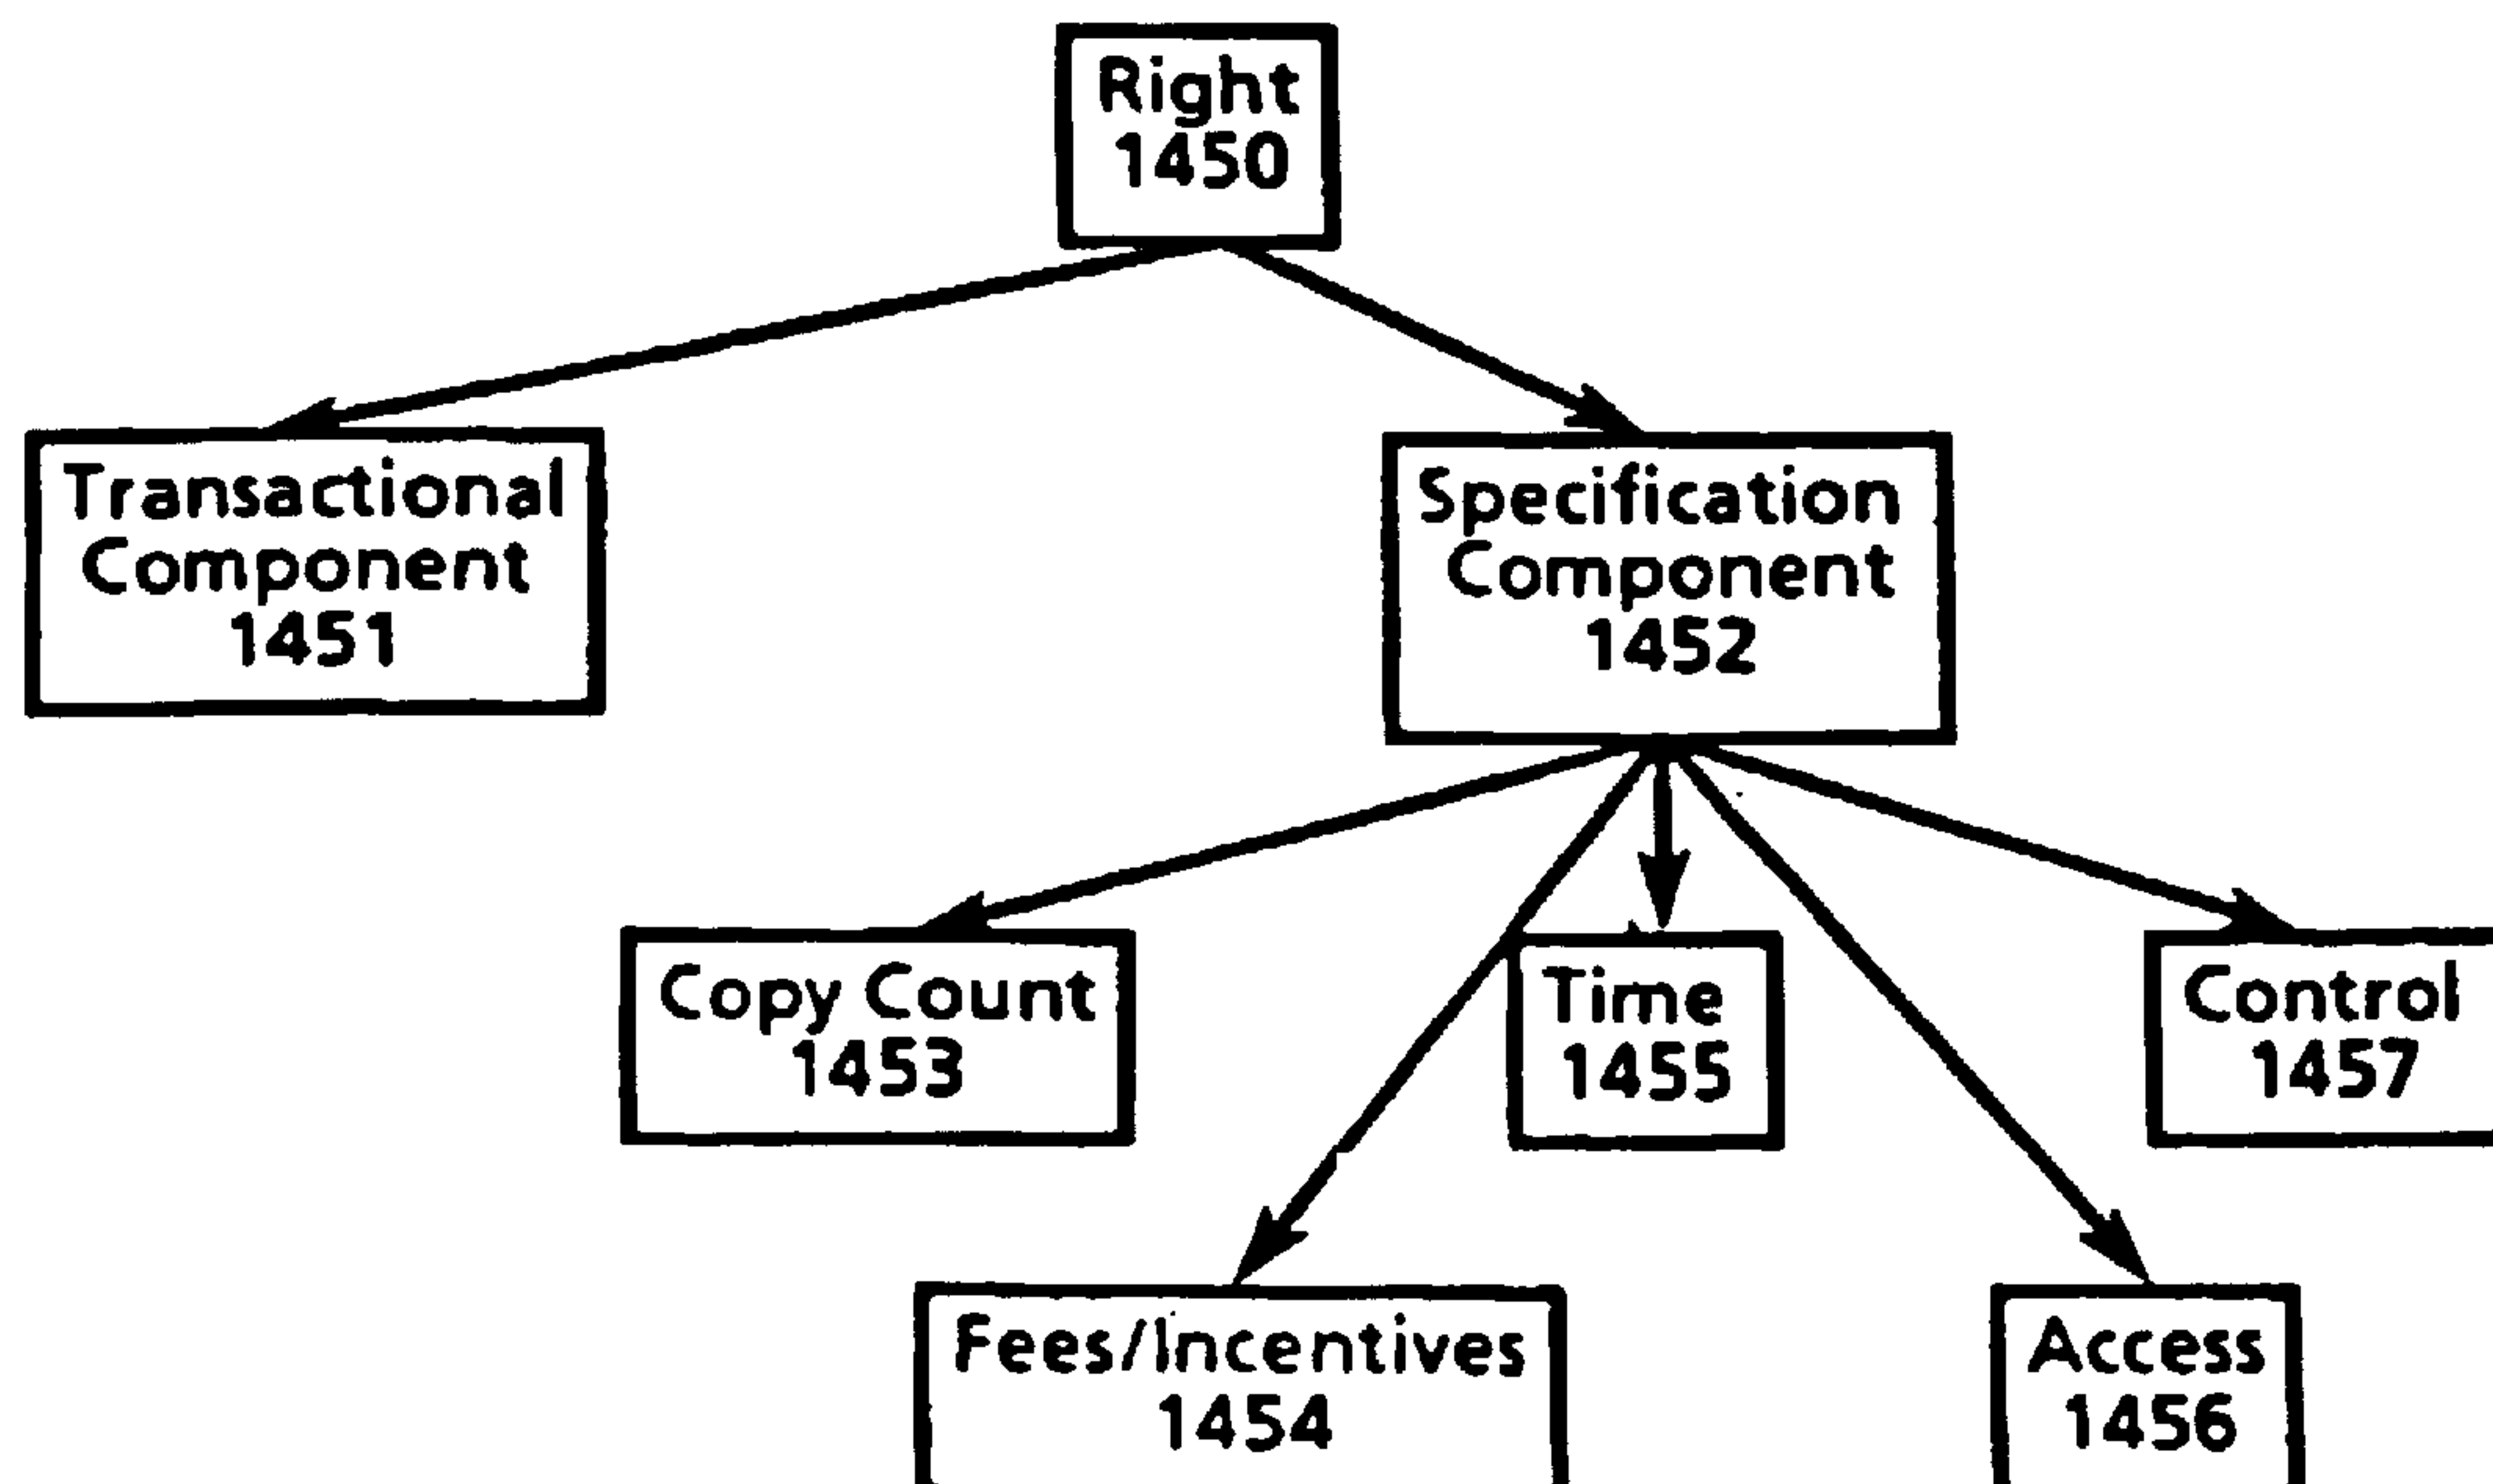 Right
1450
Transactional
Component
1451
Specification
Component
1452
Copy Count
1453
Time
1455
Control
1457
Fees/Incentives
1454
Access
1456